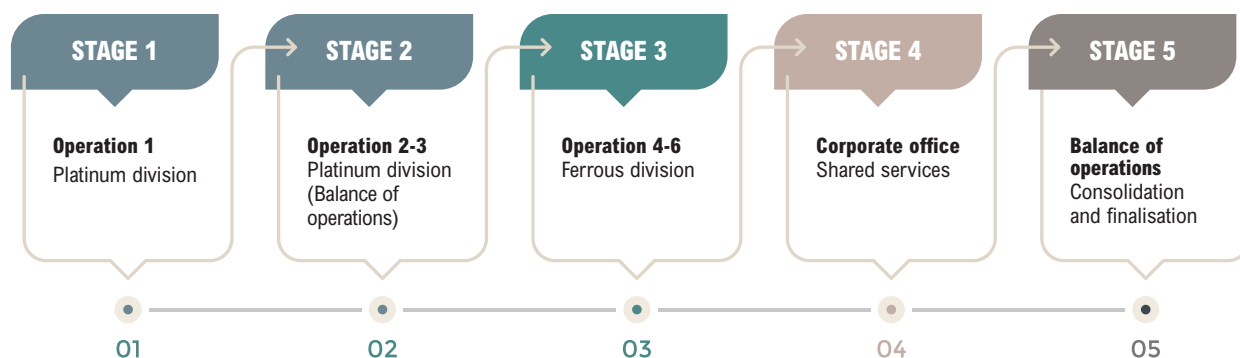 STAGE 1
Operation 1
Platinum division
01
STAGE 2
Operation 2-3
Platinum division
(Balance of
operations)
02
STAGE 3
Operation 4-6
Ferrous division
03
STAGE 4
Corporate office
Shared services
04
STAGE 5
Balance of
operations
Consolidation
and finalisation
05